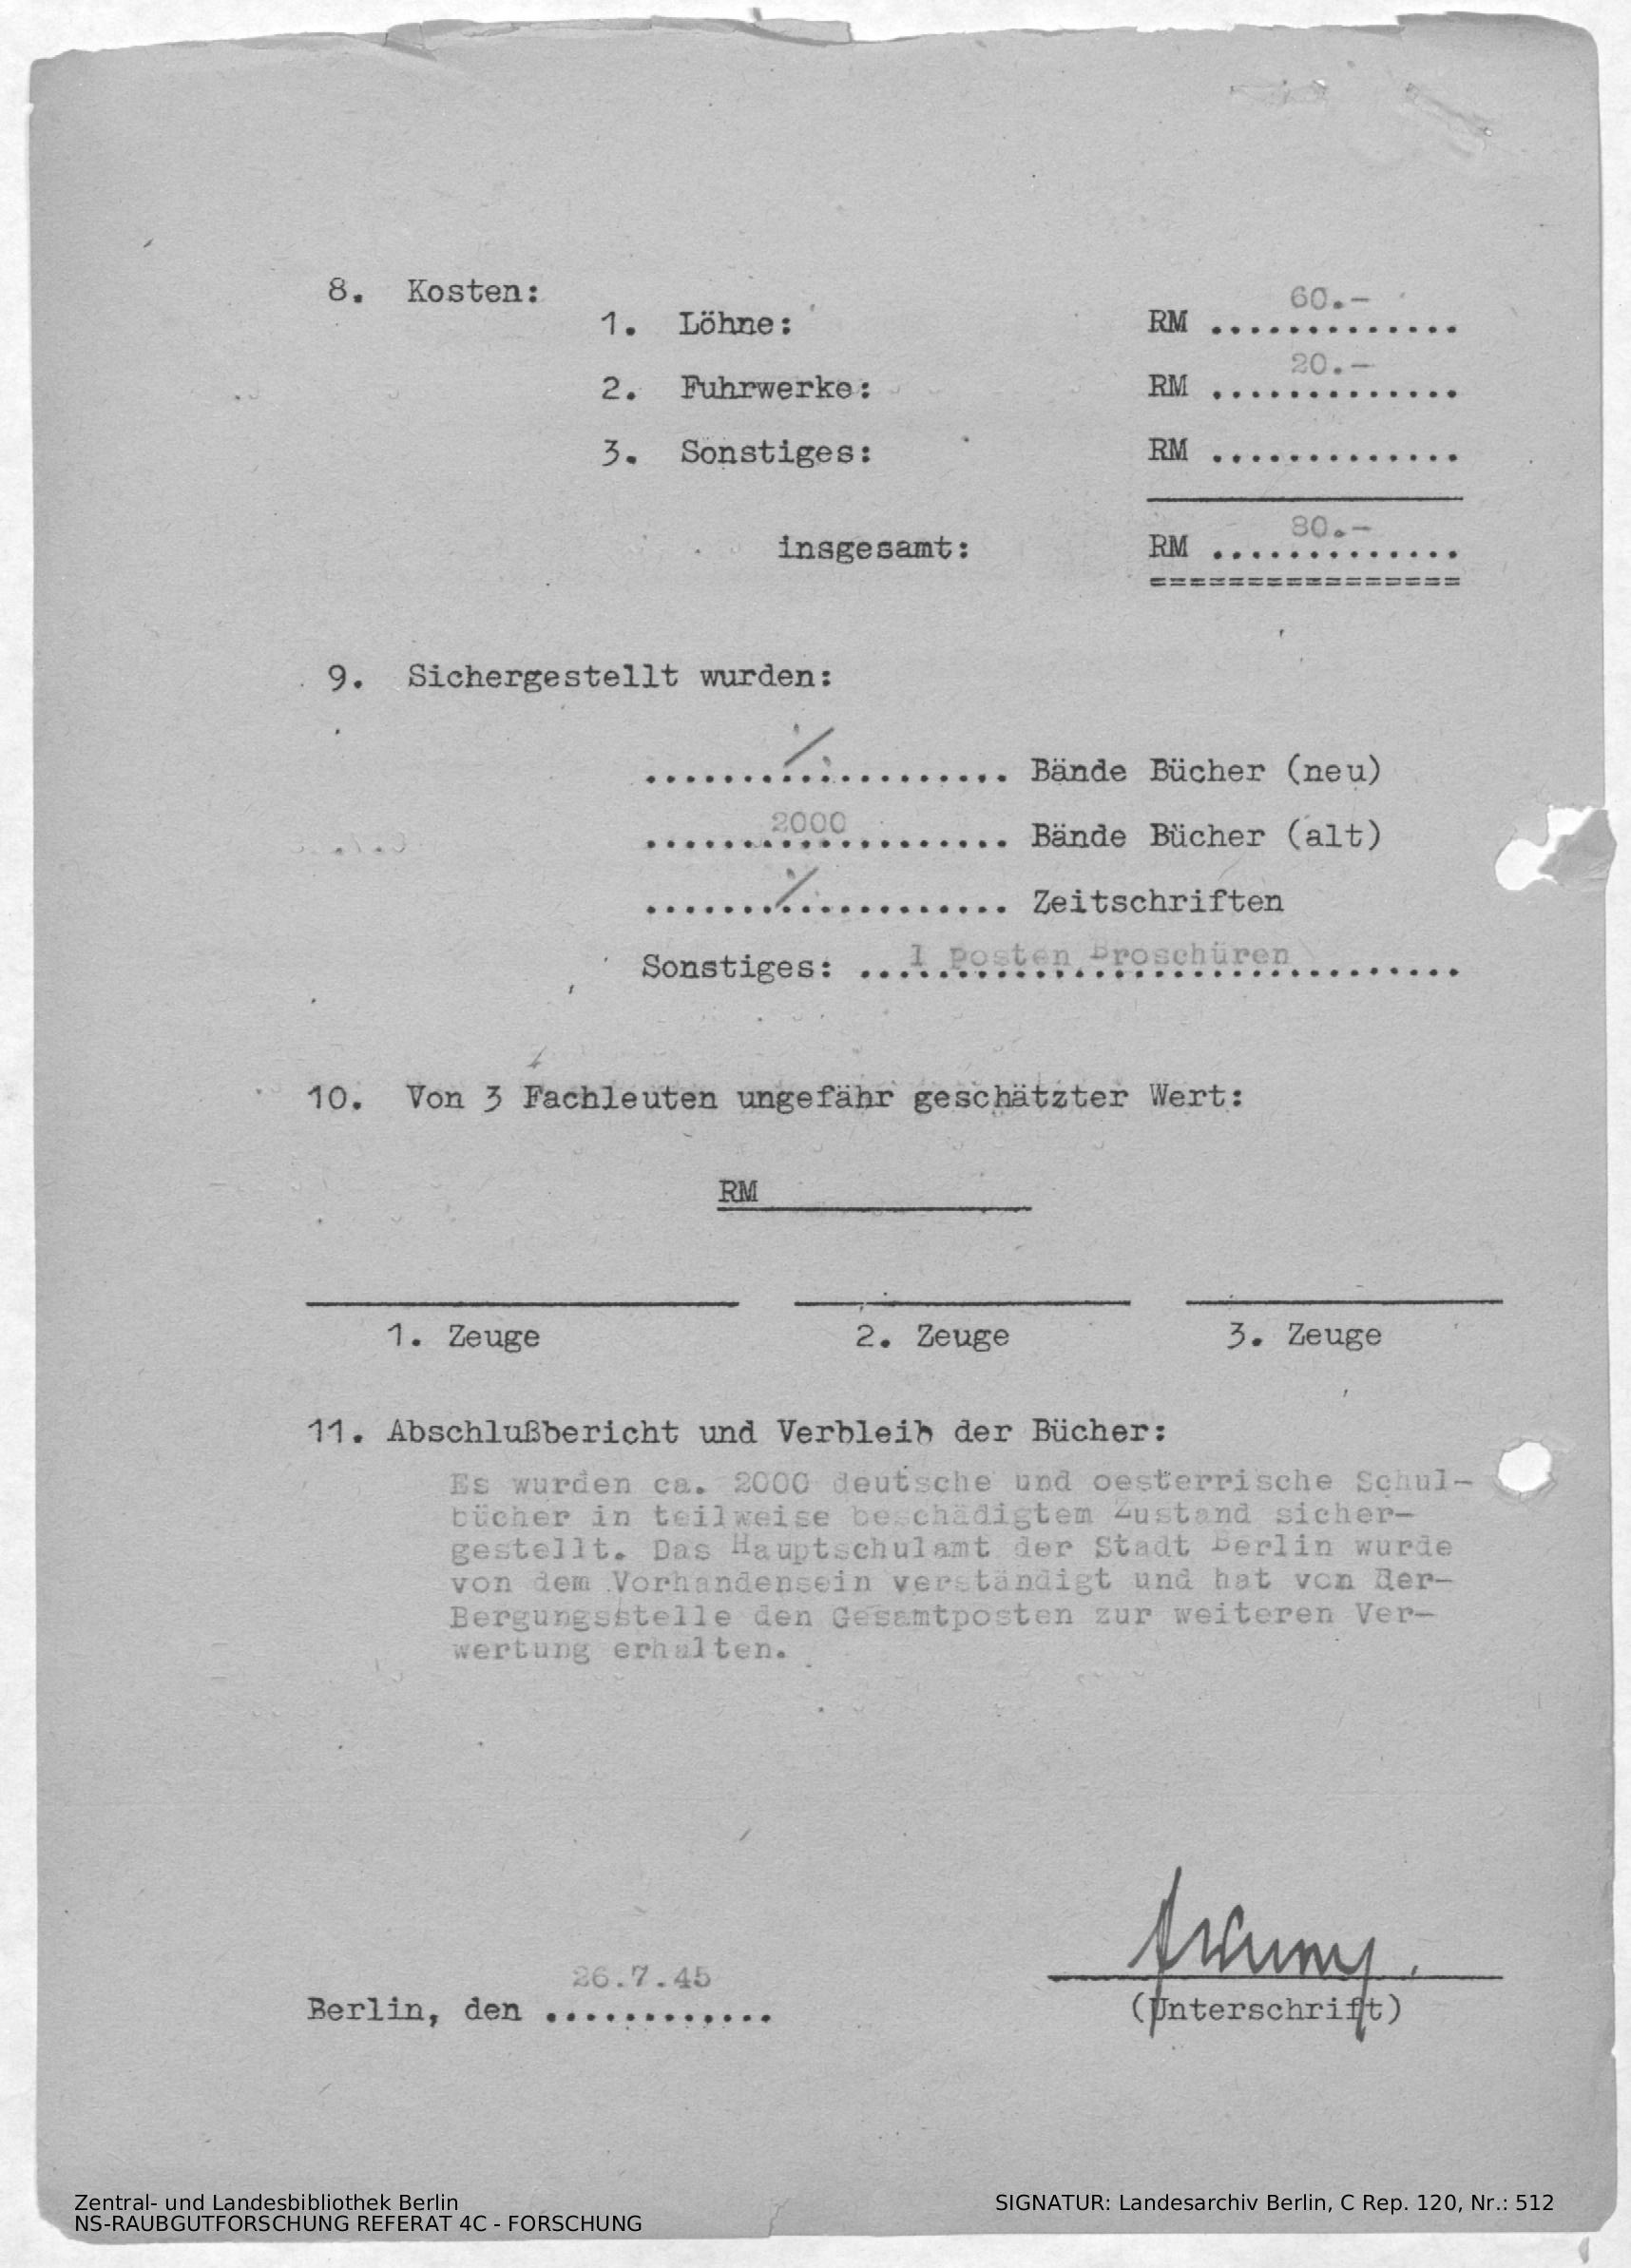 8. Kosten:
1. Löhne: RM ............. 60.-
2. Fuhrwerke: RM ............. 20.-
3. Sonstiges: RM .............
insgesamt: RM ............. 80.-
================
9. Sichergestellt wurden:
......./........... Bände Bücher (neu)
2000 ................... Bände Bücher (alt)
......./........... Zeitschriften
Sonstiges: 1 Posten Broschüren
10. Von 3 Fachleuten ungefähr geschätzter Wert:
RM
1. Zeuge 2. Zeuge 3. Zeuge
11. Abschlußbericht und Verbleib der Bücher:
Es wurden ca. 2000 deutsche und oesterrische Schul-
bücher in teilweise beschädigtem Zustand sicher-
gestellt. Das Hauptschulamt der Stadt Berlin wurde
von dem Vorhandensein verständigt und hat von der-
Bergungsstelle den Gesamtposten zur weiteren Ver-
wertung erhalten.
Berlin, den 26.7.45
(Unterschrift)
Zentral- und Landesbibliothek Berlin
NS-RAUBGUTFORSCHUNG REFERAT 4C - FORSCHUNG
SIGNATUR: Landesarchiv Berlin, C Rep. 120, Nr.: 512